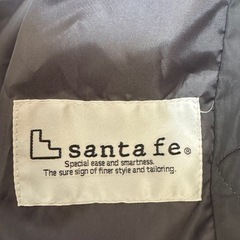 santa fe®
Special ease and smartness.
The sure sign of finer style and tailoring.